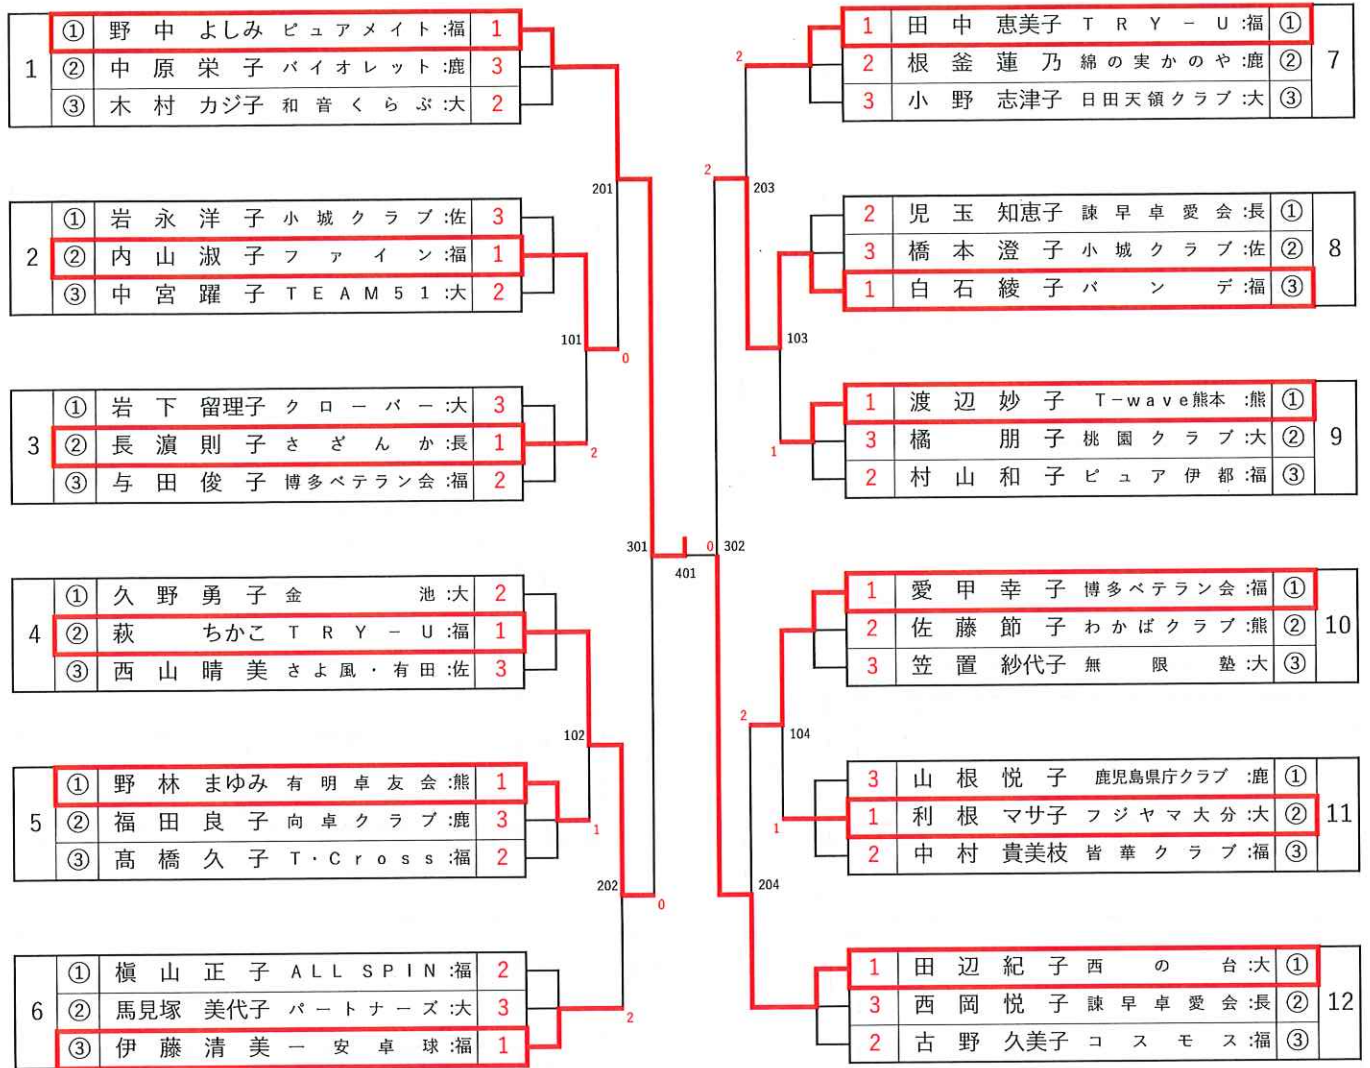 1
① 野中 よしみ ピュアメイト :福 1
② 中原 栄子 バイオレット :鹿 3
③ 木村 カジ子 和音くらぶ :大 2
2
① 岩永 洋子 小城クラブ :佐 3
② 内山 淑子 ファイン :福 1
③ 中宮 躍子 TEAM51 :大 2
3
① 岩下 留理子 クローバー :大 3
② 長濵 則子 さざんか :長 1
③ 与田 俊子 博多ベテラン会 :福 2
4
① 久野 勇子 金池 :大 2
② 萩 ちかこ TRY-U :福 1
③ 西山 晴美 さよ風・有田 :佐 3
5
① 野林 まゆみ 有明卓友会 :熊 1
② 福田 良子 向卓クラブ :鹿 3
③ 髙橋 久子 T・Cross :福 2
6
① 槇山 正子 ALL SPIN :福 2
② 馬見塚 美代子 パートナーズ :大 3
③ 伊藤 清美 一安卓球 :福 1
201
101
0
2
301
102
1
202
0
2
401
0
302
2
2
203
103
1
2
104
1
204
1 田中 恵美子 TRY-U :福 ①
2 根釜 蓮乃 綿の実かのや :鹿 ②
3 小野 志津子 日田天領クラブ :大 ③
7
2 児玉 知恵子 諫早卓愛会 :長 ①
3 橋本 澄子 小城クラブ :佐 ②
1 白石 綾子 バンデ :福 ③
8
1 渡辺 妙子 T-wave熊本 :熊 ①
3 橘 朋子 桃園クラブ :大 ②
2 村山 和子 ピュア伊都 :福 ③
9
1 愛甲 幸子 博多ベテラン会 :福 ①
2 佐藤 節子 わかばクラブ :熊 ②
3 笠置 紗代子 無限塾 :大 ③
10
3 山根 悦子 鹿児島県庁クラブ :鹿 ①
1 利根 マサ子 フジヤマ大分 :大 ②
2 中村 貴美枝 皆華クラブ :福 ③
11
1 田辺 紀子 西の台 :大 ①
3 西岡 悦子 諫早卓愛会 :長 ②
2 古野 久美子 コスモス :福 ③
12